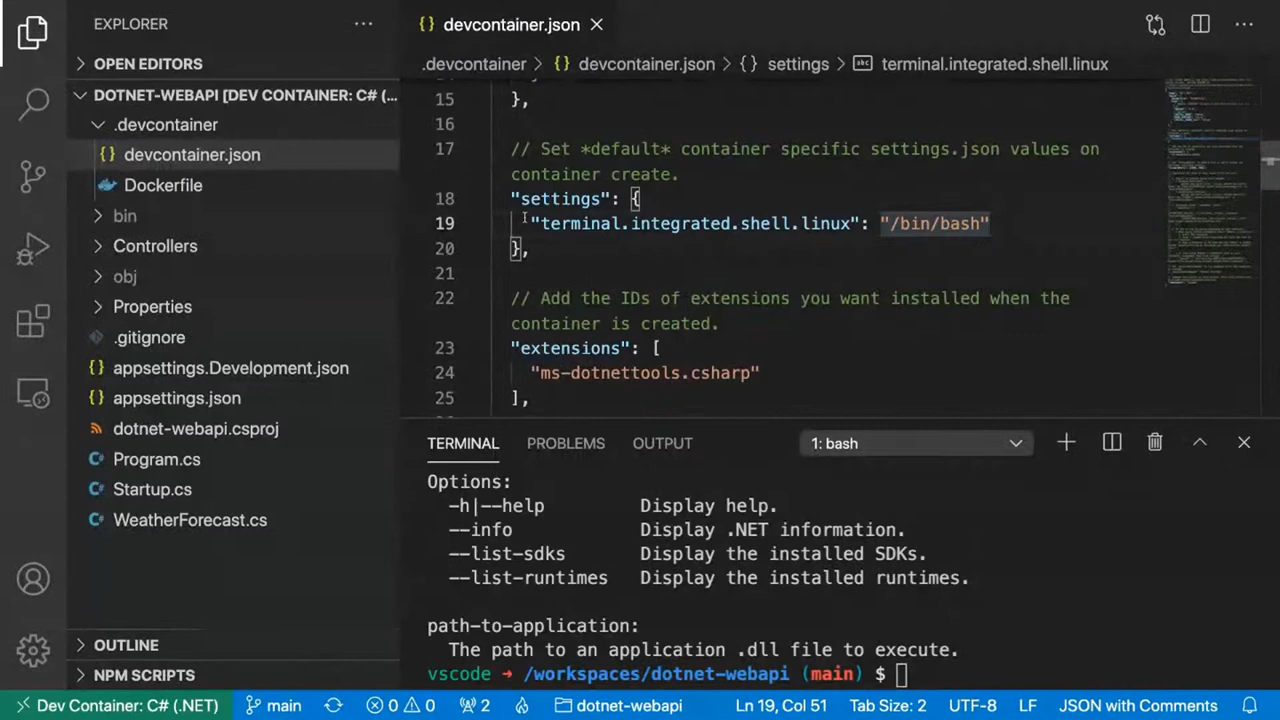 EXPLORER
···
OPEN EDITORS
DOTNET-WEBAPI [DEV CONTAINER: C# (...
.devcontainer
devcontainer.json
Dockerfile
bin
Controllers
obj
Properties
.gitignore
appsettings.Development.json
appsettings.json
dotnet-webapi.csproj
Program.cs
Startup.cs
WeatherForecast.cs
OUTLINE
NPM SCRIPTS
{} devcontainer.json
.devcontainer > {} devcontainer.json > {} settings > abc terminal.integrated.shell.linux
15 },
16
17 // Set *default* container specific settings.json values on
container create.
18 "settings": {
19 "terminal.integrated.shell.linux": "/bin/bash"
20 },
21
22 // Add the IDs of extensions you want installed when the
container is created.
23 "extensions": [
24 "ms-dotnettools.csharp"
25 ],
TERMINAL PROBLEMS OUTPUT 1: bash
Options:
-h|--help Display help.
--info Display .NET information.
--list-sdks Display the installed SDKs.
--list-runtimes Display the installed runtimes.
path-to-application:
The path to an application .dll file to execute.
vscode → /workspaces/dotnet-webapi (main) $
Dev Container: C# (.NET) main 0 0 2 dotnet-webapi Ln 19, Col 51 Tab Size: 2 UTF-8 LF JSON with Comments